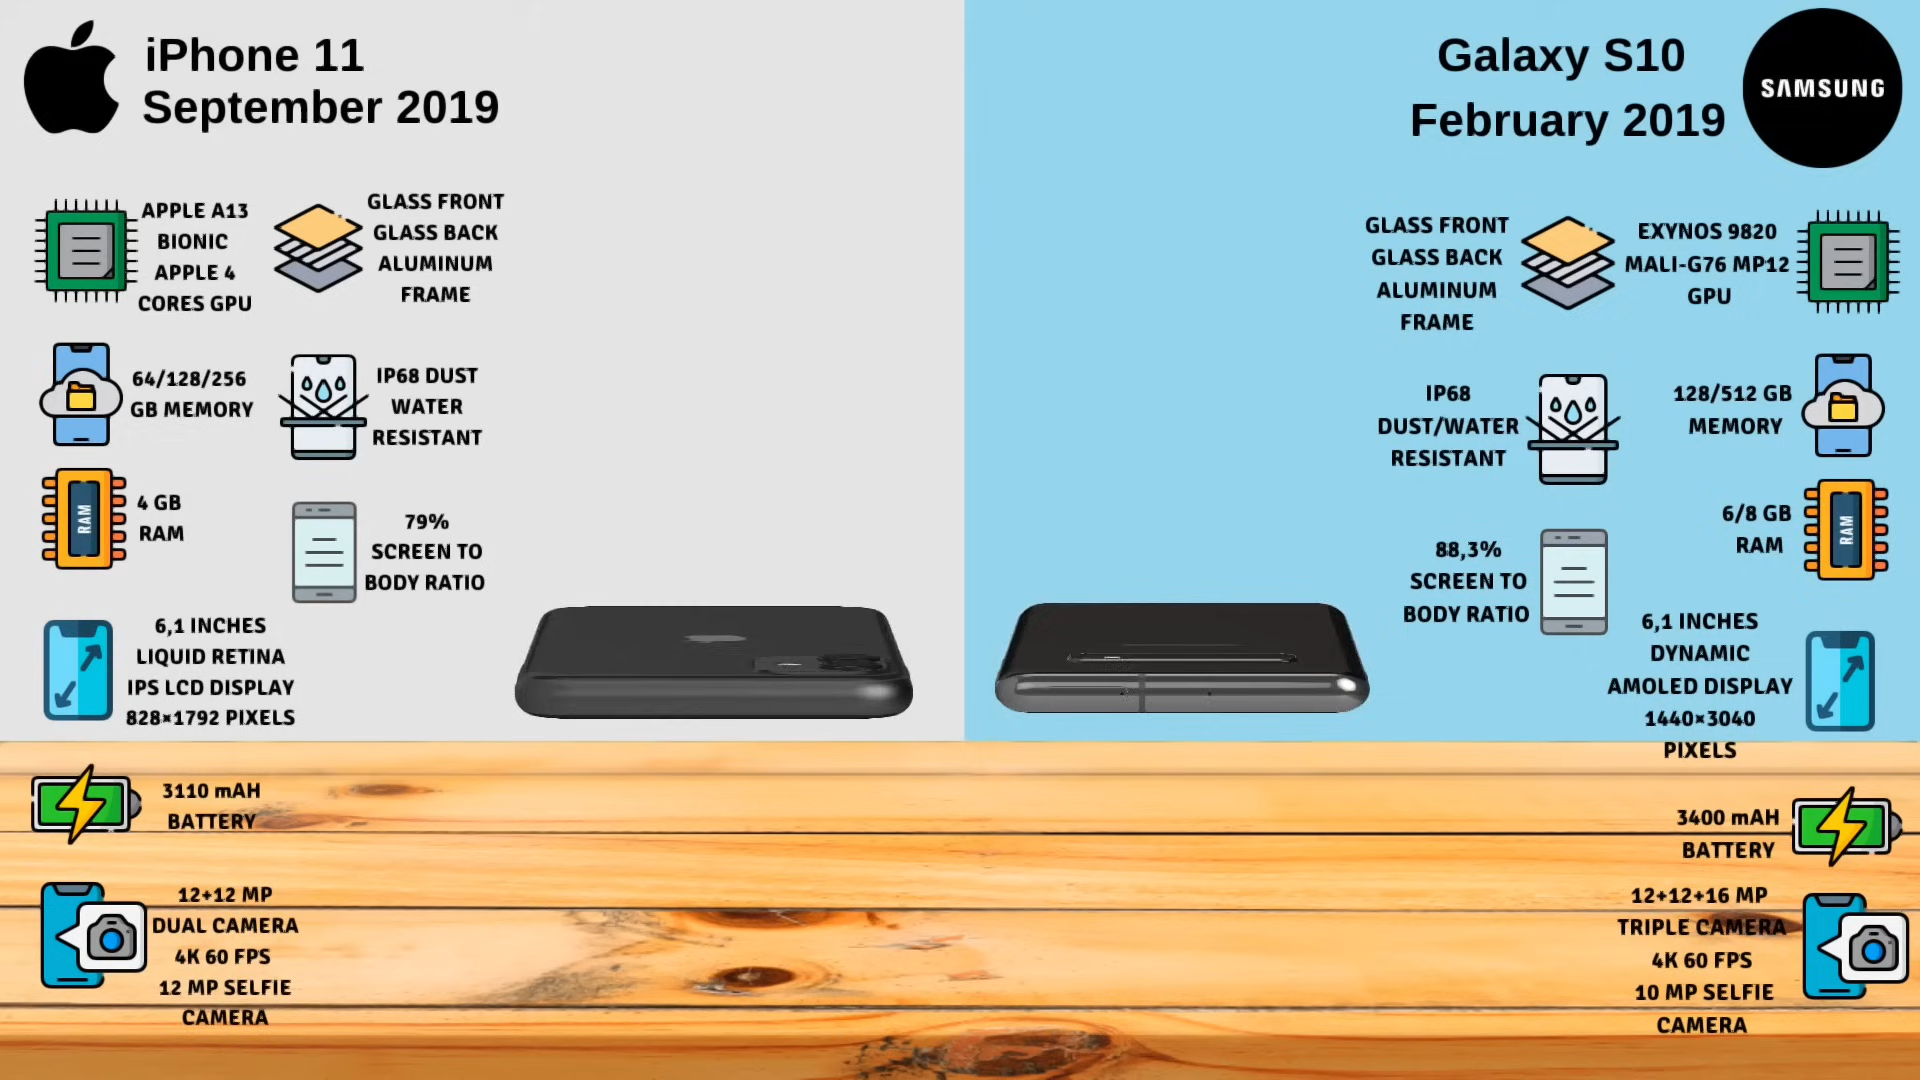 iPhone 11
September 2019
APPLE A13
BIONIC
APPLE 4
CORES GPU
GLASS FRONT
GLASS BACK
ALUMINUM
FRAME
64/128/256
GB MEMORY
IP68 DUST
WATER
RESISTANT
RAM
4 GB
RAM
79%
SCREEN TO
BODY RATIO
6,1 INCHES
LIQUID RETINA
IPS LCD DISPLAY
828×1792 PIXELS
3110 mAH
BATTERY
12+12 MP
DUAL CAMERA
4K 60 FPS
12 MP SELFIE
CAMERA
Galaxy S10
February 2019
SAMSUNG
GLASS FRONT
GLASS BACK
ALUMINUM
FRAME
EXYNOS 9820
MALI-G76 MP12
GPU
IP68
DUST/WATER
RESISTANT
128/512 GB
MEMORY
6/8 GB
RAM
RAM
88,3%
SCREEN TO
BODY RATIO
6,1 INCHES
DYNAMIC
AMOLED DISPLAY
1440×3040
PIXELS
3400 mAH
BATTERY
12+12+16 MP
TRIPLE CAMERA
4K 60 FPS
10 MP SELFIE
CAMERA